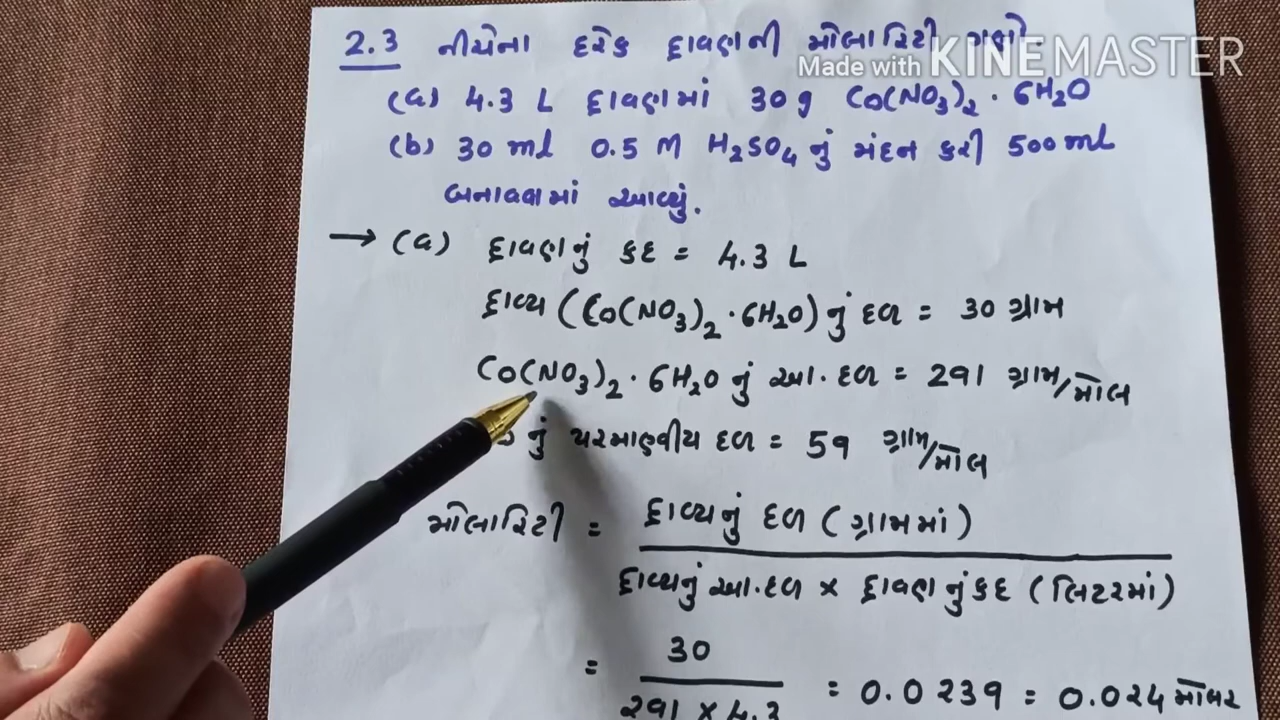 2.3 નીચેના દરેક દ્રાવણની મોલારિટી ગણો.
Made with KINEMASTER
(a) 4.3 L દ્રાવણમાં 30 g CO(NO₃)₂ · 6H₂O
(b) 30 ml 0.5 M H₂SO₄ નું મંદન કરી 500 ml
બનાવવામાં આવ્યું.
→ (a) દ્રાવણનું કદ = 4.3 L
દ્રાવ્ય (CO(NO₃)₂ · 6H₂O) નું દળ = 30 ગ્રામ
CO(NO₃)₂ · 6H₂O નું આ. દળ = 291 ગ્રામ/મોલ
નું પરમાણ્વીય દળ = 59 ગ્રામ/મોલ
મોલારિટી = દ્રાવ્યનું દળ (ગ્રામમાં)
દ્રાવ્યનું આ.દળ x દ્રાવણનું કદ (લિટરમાં)
= 30
291 x 4.3 = 0.0239 = 0.024 મોલર